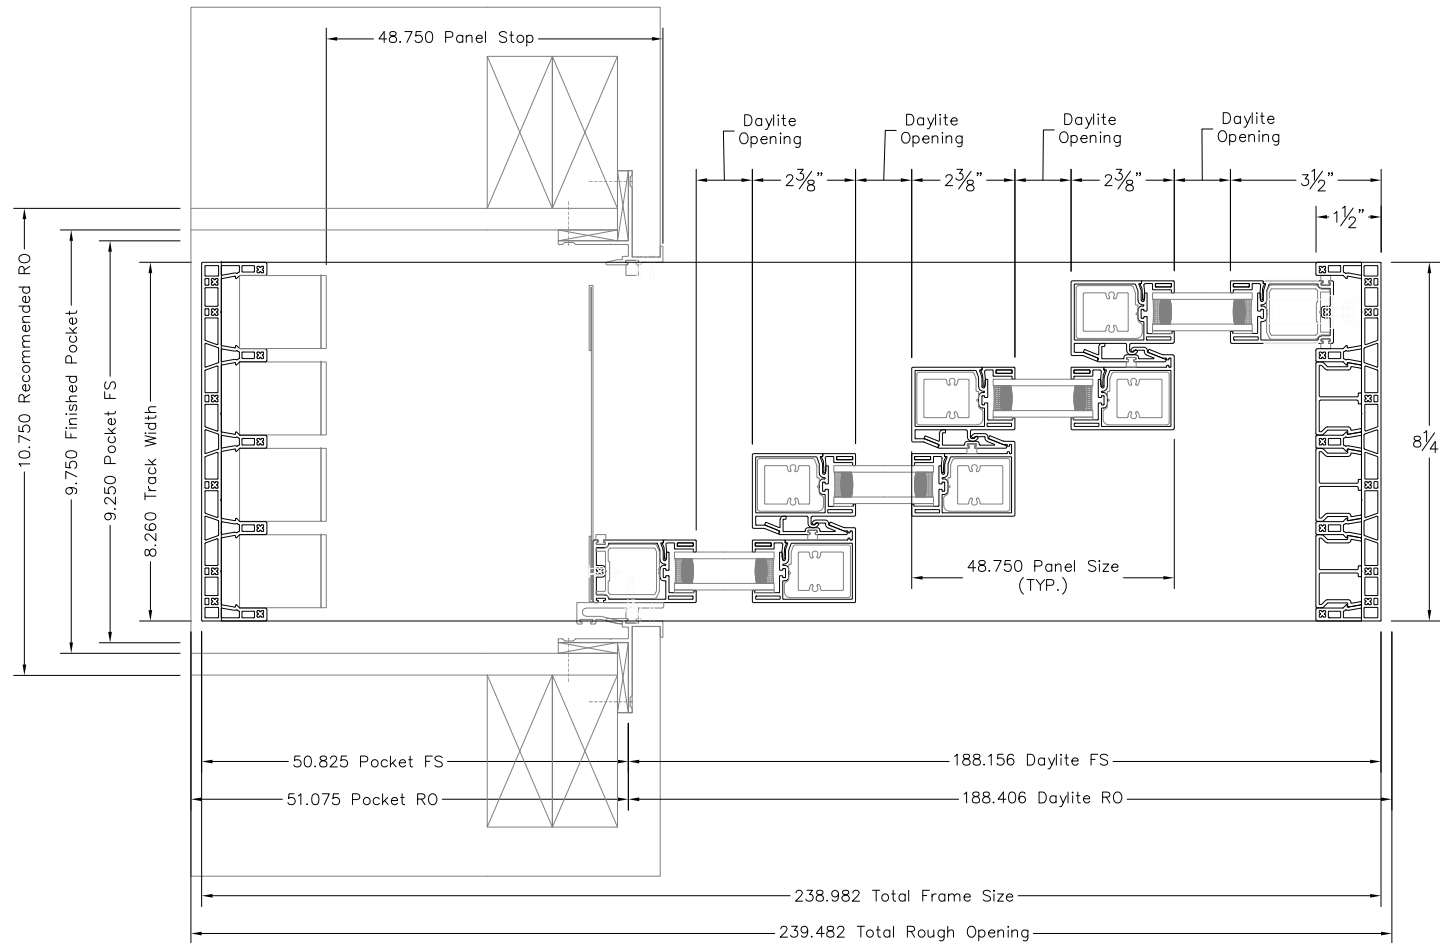 48.750 Panel Stop
Daylite
Opening
Daylite
Opening
Daylite
Opening
Daylite
Opening
2⅜"
2⅜"
2⅜"
3½"
1½"
10.750 Recommended RO
9.750 Finished Pocket
9.250 Pocket FS
8.260 Track Width
8¼
48.750 Panel Size
(TYP.)
50.825 Pocket FS
188.156 Daylite FS
51.075 Pocket RO
188.406 Daylite RO
238.982 Total Frame Size
239.482 Total Rough Opening